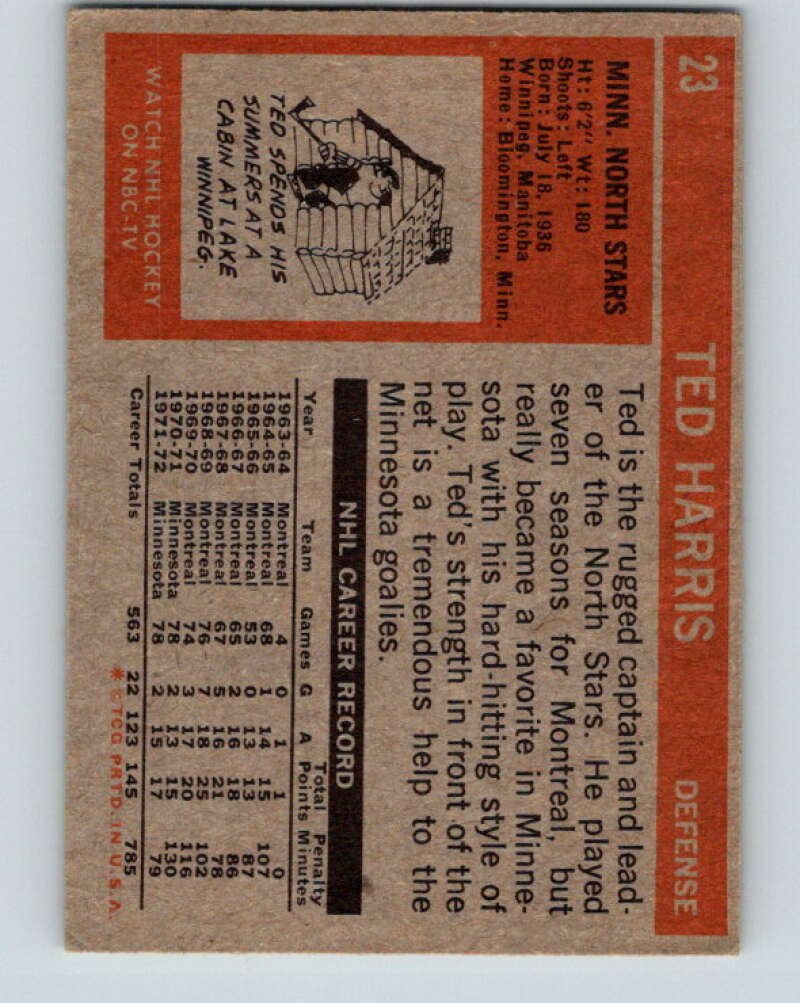 23 TED HARRIS DEFENSE
MINN. NORTH STARS
Ht: 6'2" Wt: 180
Shoots: Left
Born: July 18, 1936
Winnipeg, Manitoba
Home: Bloomington, Minn.
TED SPENDS HIS
SUMMERS AT A
CABIN AT LAKE
WINNIPEG.
WATCH NHL HOCKEY
ON NBC-TV
Ted is the rugged captain and lead-
er of the North Stars. He played
seven seasons for Montreal, but
really became a favorite in Minne-
sota with his hard-hitting style of
play. Ted's strength in front of the
net is a tremendous help to the
Minnesota goalies.
NHL CAREER RECORD
Total Penalty
Year Team Games G A Points Minutes
1963-64 Montreal 4 0 1 1 0
1964-65 Montreal 68 1 14 15 107
1965-66 Montreal 53 0 13 13 87
1966-67 Montreal 65 2 16 18 86
1967-68 Montreal 67 5 16 21 78
1968-69 Montreal 76 7 18 25 102
1969-70 Montreal 74 3 17 20 116
1970-71 Minnesota 78 2 13 15 130
1971-72 Minnesota 78 2 15 17 79
Career Totals 563 22 123 145 785
* © T.C.G. PRTD. IN U.S.A.